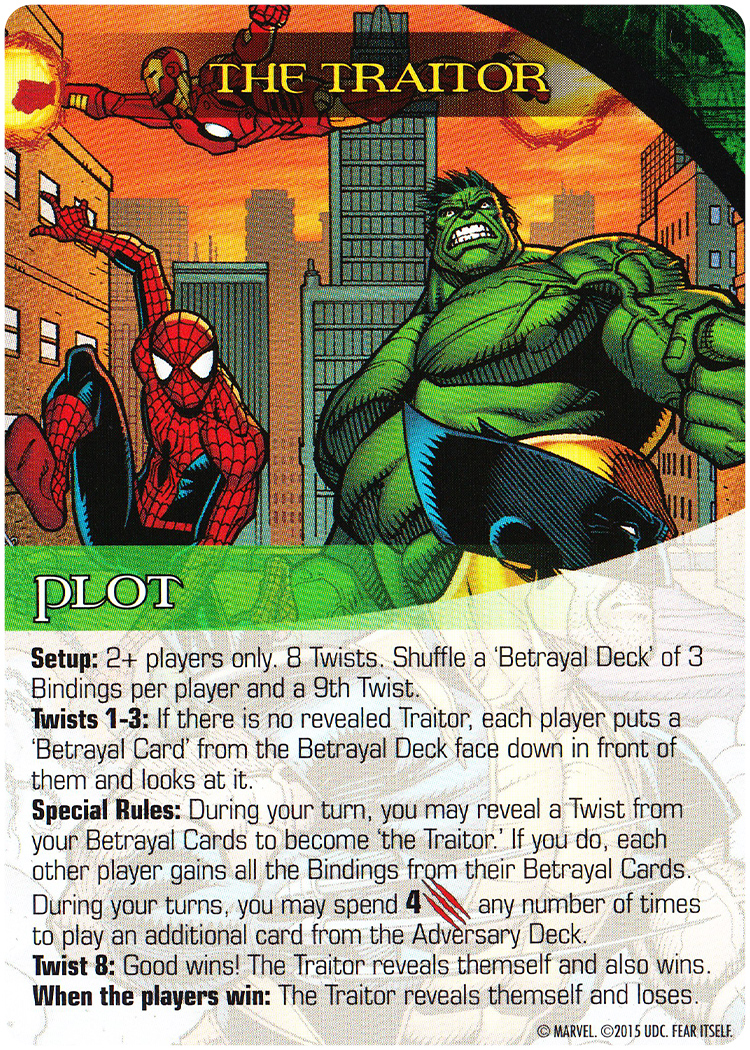 THE TRAITOR
PLOT
Setup: 2+ players only. 8 Twists. Shuffle a ‘Betrayal Deck’ of 3
Bindings per player and a 9th Twist.
Twists 1-3: If there is no revealed Traitor, each player puts a
‘Betrayal Card’ from the Betrayal Deck face down in front of
them and looks at it.
Special Rules: During your turn, you may reveal a Twist from
your Betrayal Cards to become ‘the Traitor.’ If you do, each
other player gains all the Bindings from their Betrayal Cards.
During your turns, you may spend 4 any number of times
to play an additional card from the Adversary Deck.
Twist 8: Good wins! The Traitor reveals themself and also wins.
When the players win: The Traitor reveals themself and loses.
© MARVEL. ©2015 UDC. FEAR ITSELF.